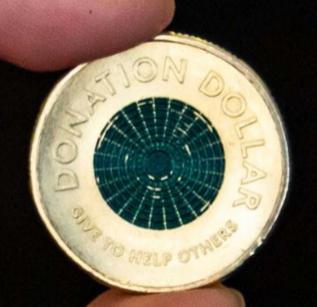 DONATION DOLLAR
GIVE TO HELP OTHERS